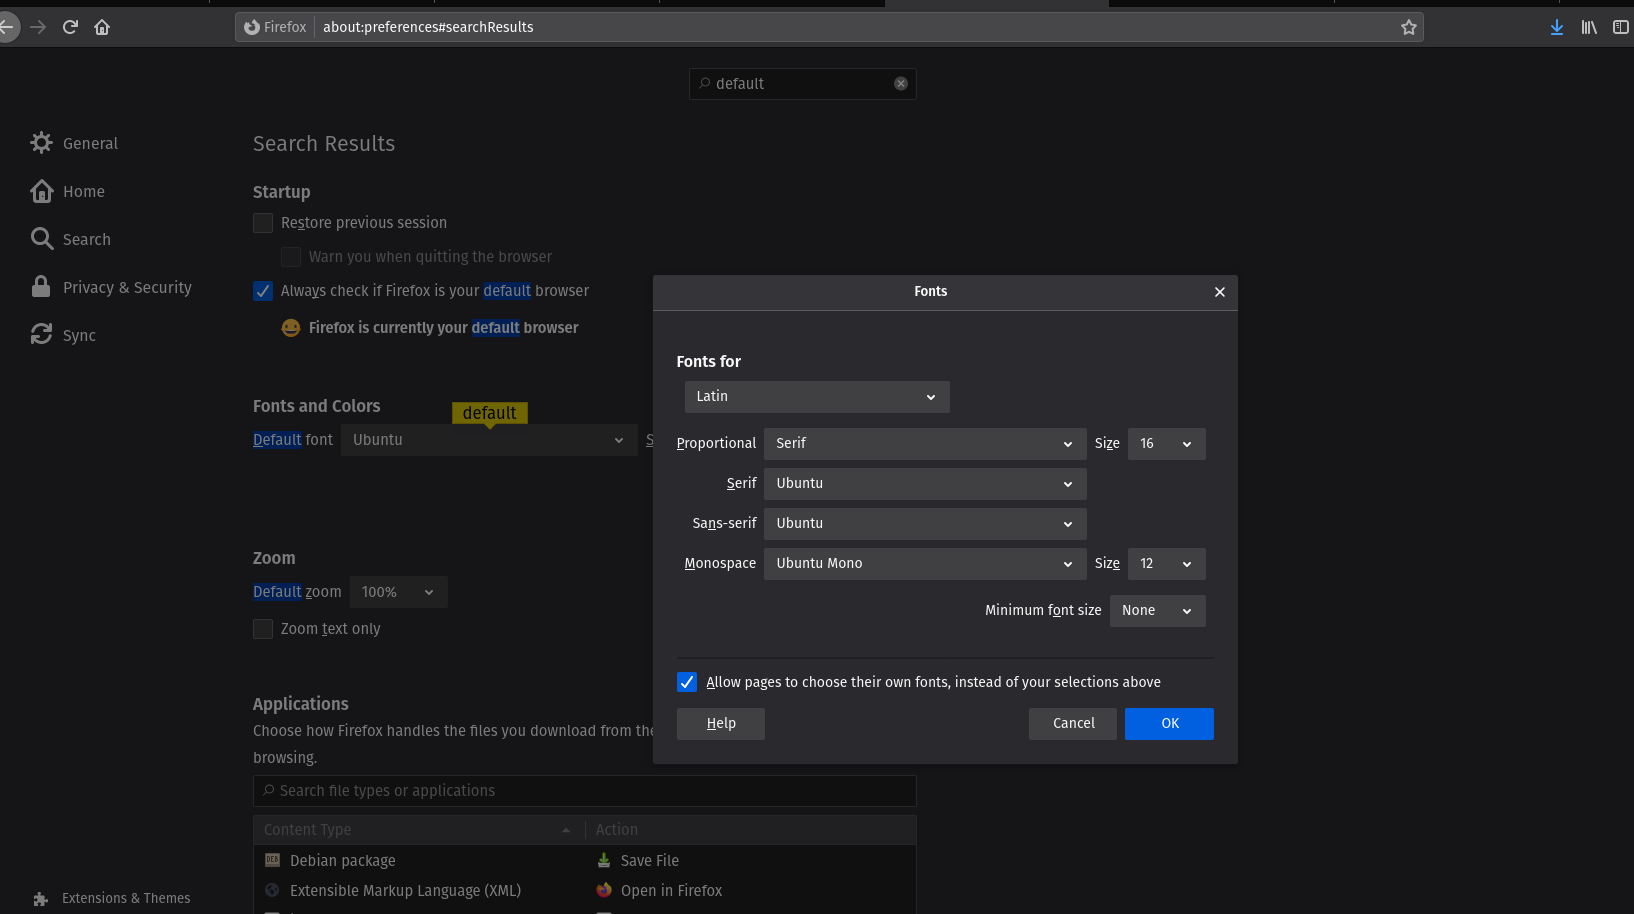 Firefox
about:preferences#searchResults
default
General
Home
Search
Privacy & Security
Sync
Extensions & Themes
Search Results
Startup
Restore previous session
Warn you when quitting the browser
Always check if Firefox is your default browser
Firefox is currently your default browser
Fonts and Colors
default
Default font Ubuntu S
Zoom
Default zoom 100%
Zoom text only
Applications
Choose how Firefox handles the files you download from the
browsing.
Search file types or applications
Content Type Action
DEB Debian package Save File
Extensible Markup Language (XML) Open in Firefox
Fonts
Fonts for
Latin
Proportional Serif Size 16
Serif Ubuntu
Sans-serif Ubuntu
Monospace Ubuntu Mono Size 12
Minimum font size None
Allow pages to choose their own fonts, instead of your selections above
Help Cancel OK